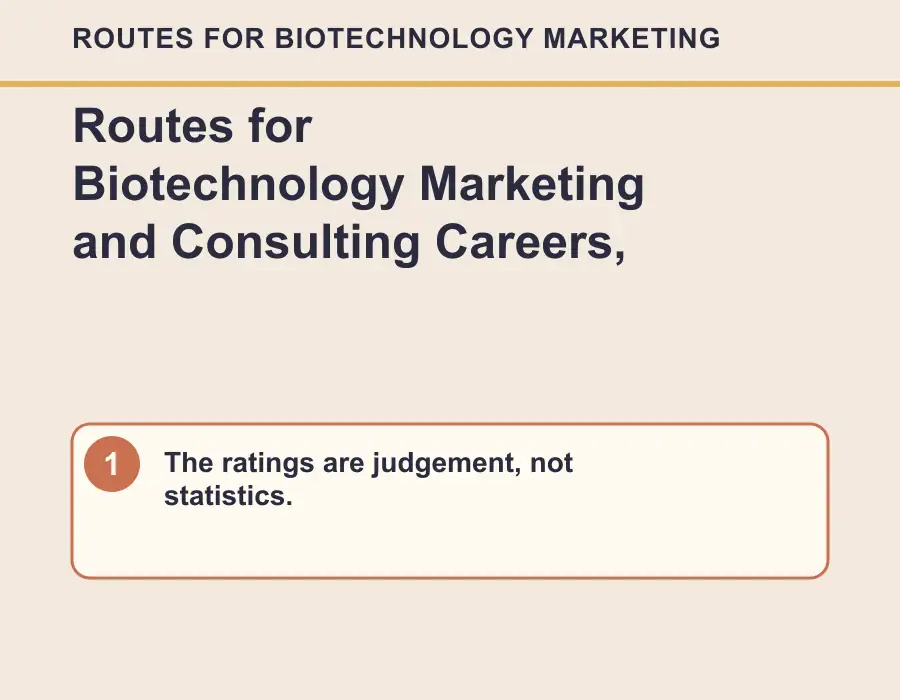 ROUTES FOR BIOTECHNOLOGY MARKETING
Routes for
Biotechnology Marketing
and Consulting Careers,
1
The ratings are judgement, not
statistics.